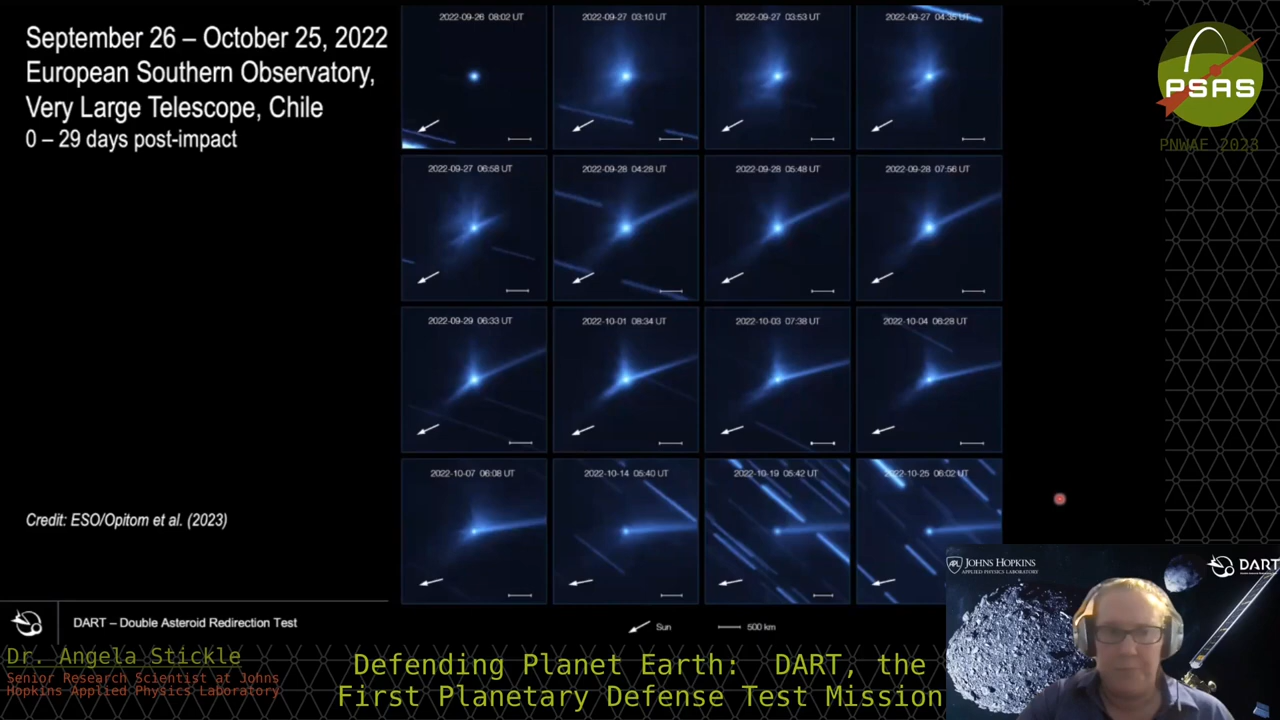 September 26 – October 25, 2022
European Southern Observatory,
Very Large Telescope, Chile
0 – 29 days post-impact
2022-09-26 08:02 UT
2022-09-27 03:10 UT
2022-09-27 03:53 UT
2022-09-27 04:35 UT
2022-09-27 06:58 UT
2022-09-28 04:28 UT
2022-09-28 05:48 UT
2022-09-28 07:56 UT
2022-09-29 06:33 UT
2022-10-01 08:34 UT
2022-10-03 07:38 UT
2022-10-04 06:28 UT
2022-10-07 06:08 UT
2022-10-14 05:40 UT
2022-10-19 05:42 UT
2022-10-25 06:02 UT
Sun
500 km
Credit: ESO/Opitom et al. (2023)
DART – Double Asteroid Redirection Test
PSAS
PNWAF 2023
Johns Hopkins
APPLIED PHYSICS LABORATORY
DART
Dr. Angela Stickle
Senior Research Scientist at Johns
Hopkins Applied Physics Laboratory
Defending Planet Earth: DART, the
First Planetary Defense Test Mission